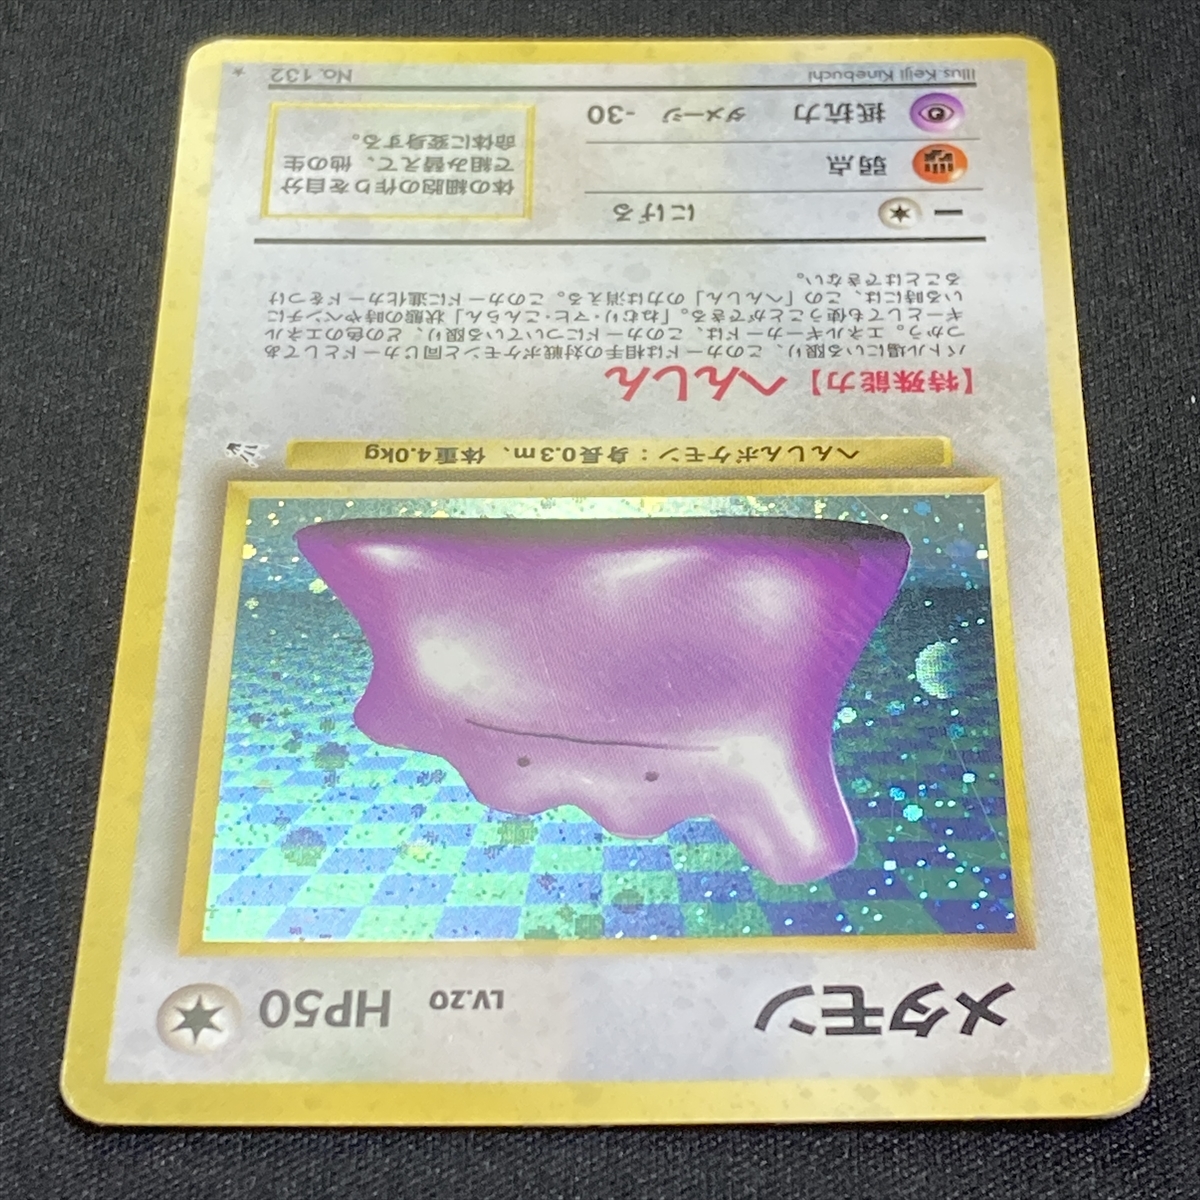 メタモン LV.20 HP50
へんしんポケモン：身長0.3m、体重4.0kg
【特殊能力】へんしん
バトル場にいる限り、このカードは相手の対戦ポケモンと同じカードとしてあ
つかう。エネルギーカードは、このカードについている限り、どの色のエネル
ギーとしても使うことができる。「ねむり・マヒ・こんらん」状態の時やベンチに
いる時には、この「へんしん」の力は消える。このカードに進化カードをつけ
ることはできない。
にげる
弱点
抵抗力 ダメージ -30
体の細胞の作りを自分
で組み替えて、他の生
命体に変身する。
Illus Keiji Kinebuchi
No.132 ★